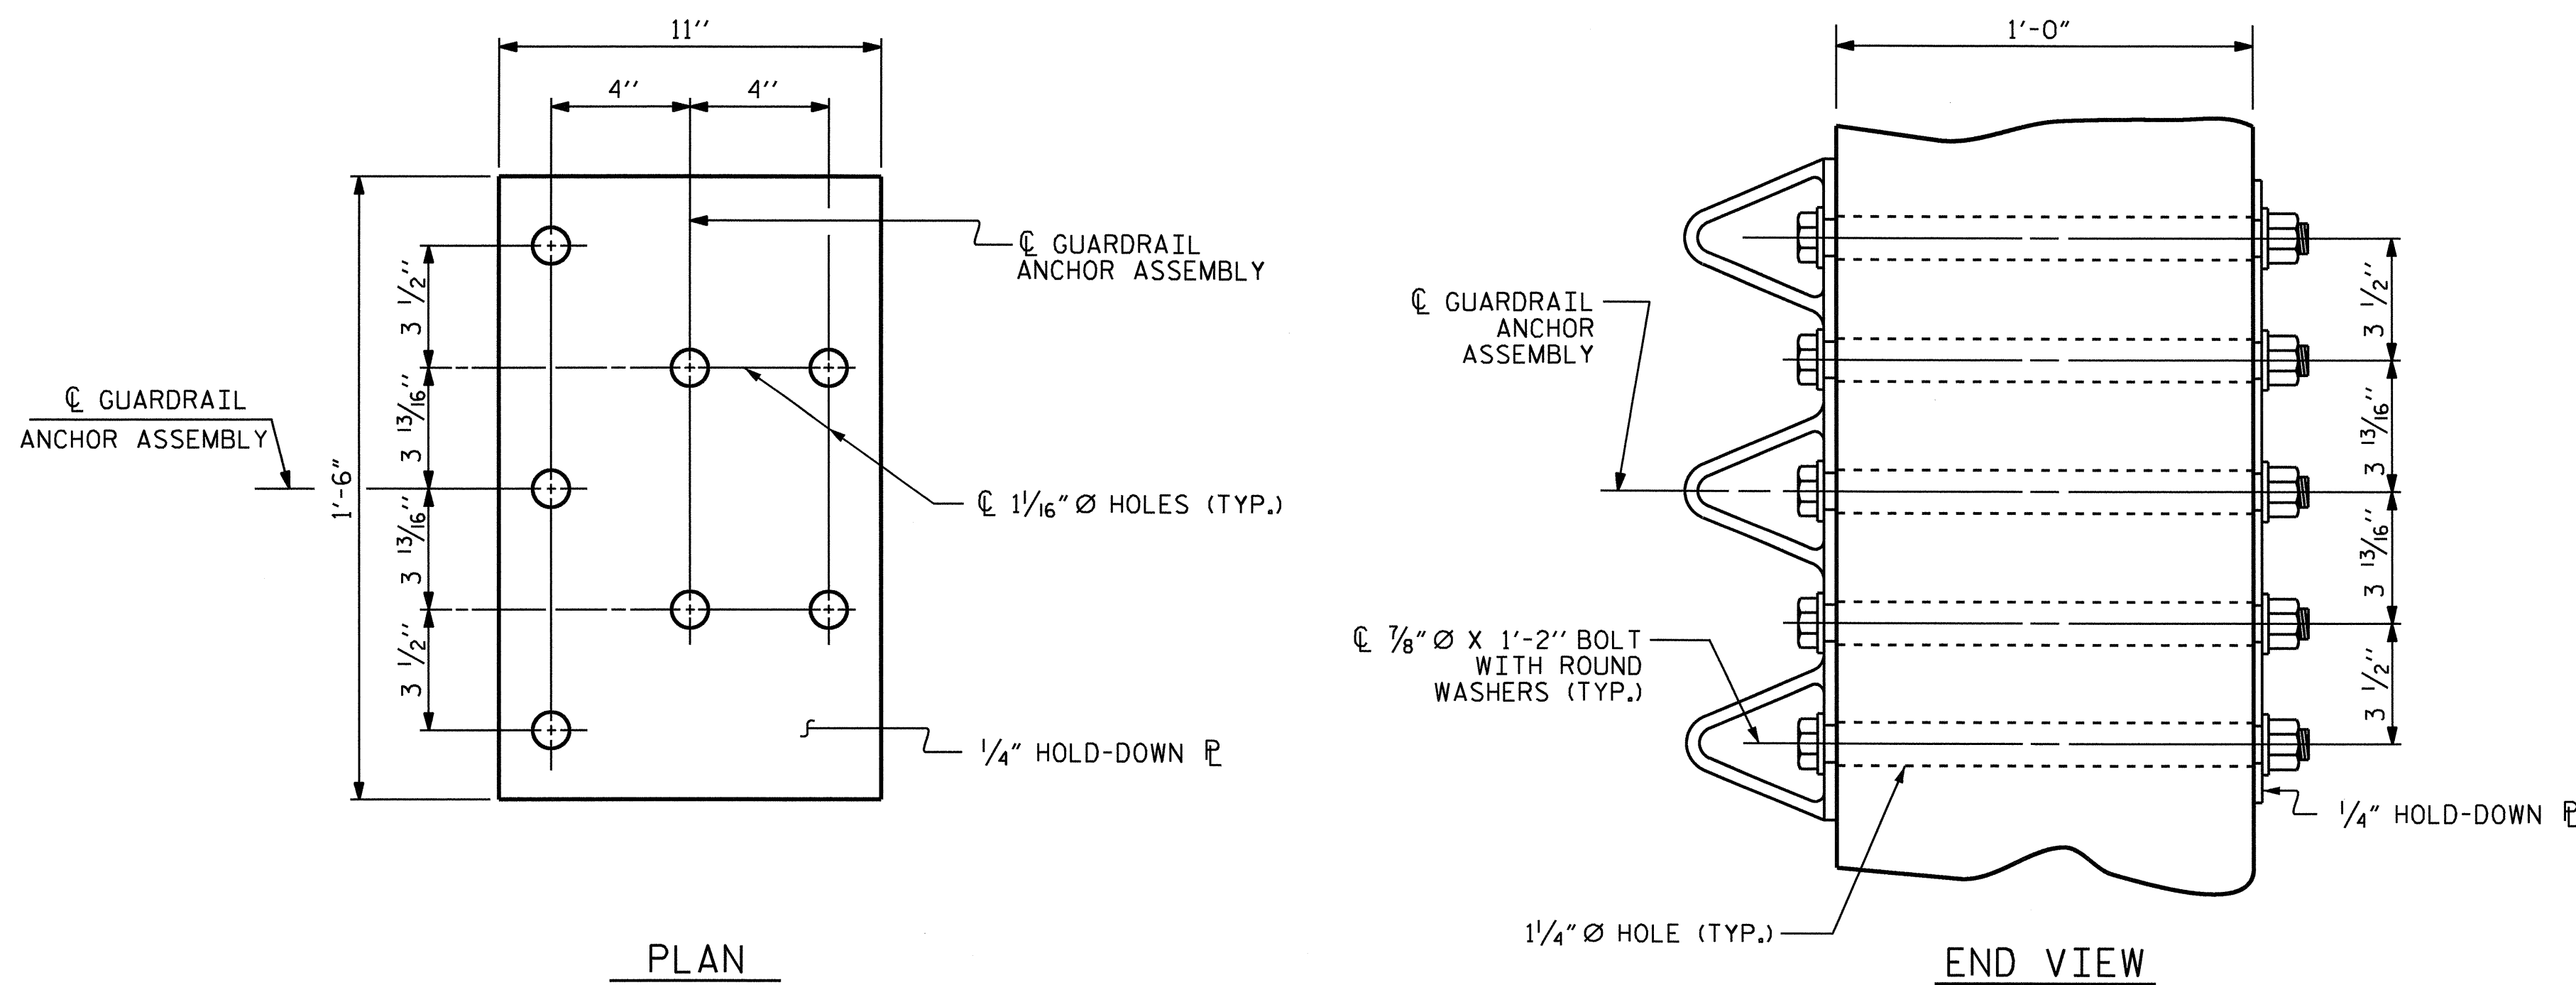 11''
4''
4''
℄ GUARDRAIL
ANCHOR ASSEMBLY
3 1/2''
3 13/16''
3 13/16''
3 1/2''
1'-6"
℄ GUARDRAIL
ANCHOR ASSEMBLY
℄ 1 1/16" Ø HOLES (TYP.)
1/4" HOLD-DOWN ⅊
PLAN
1'-0"
℄ GUARDRAIL
ANCHOR
ASSEMBLY
℄ 7/8" Ø X 1'-2'' BOLT
WITH ROUND
WASHERS (TYP.)
3 1/2''
3 13/16''
3 13/16''
3 1/2''
1/4" HOLD-DOWN ⅊
1 1/4" Ø HOLE (TYP.)
END VIEW